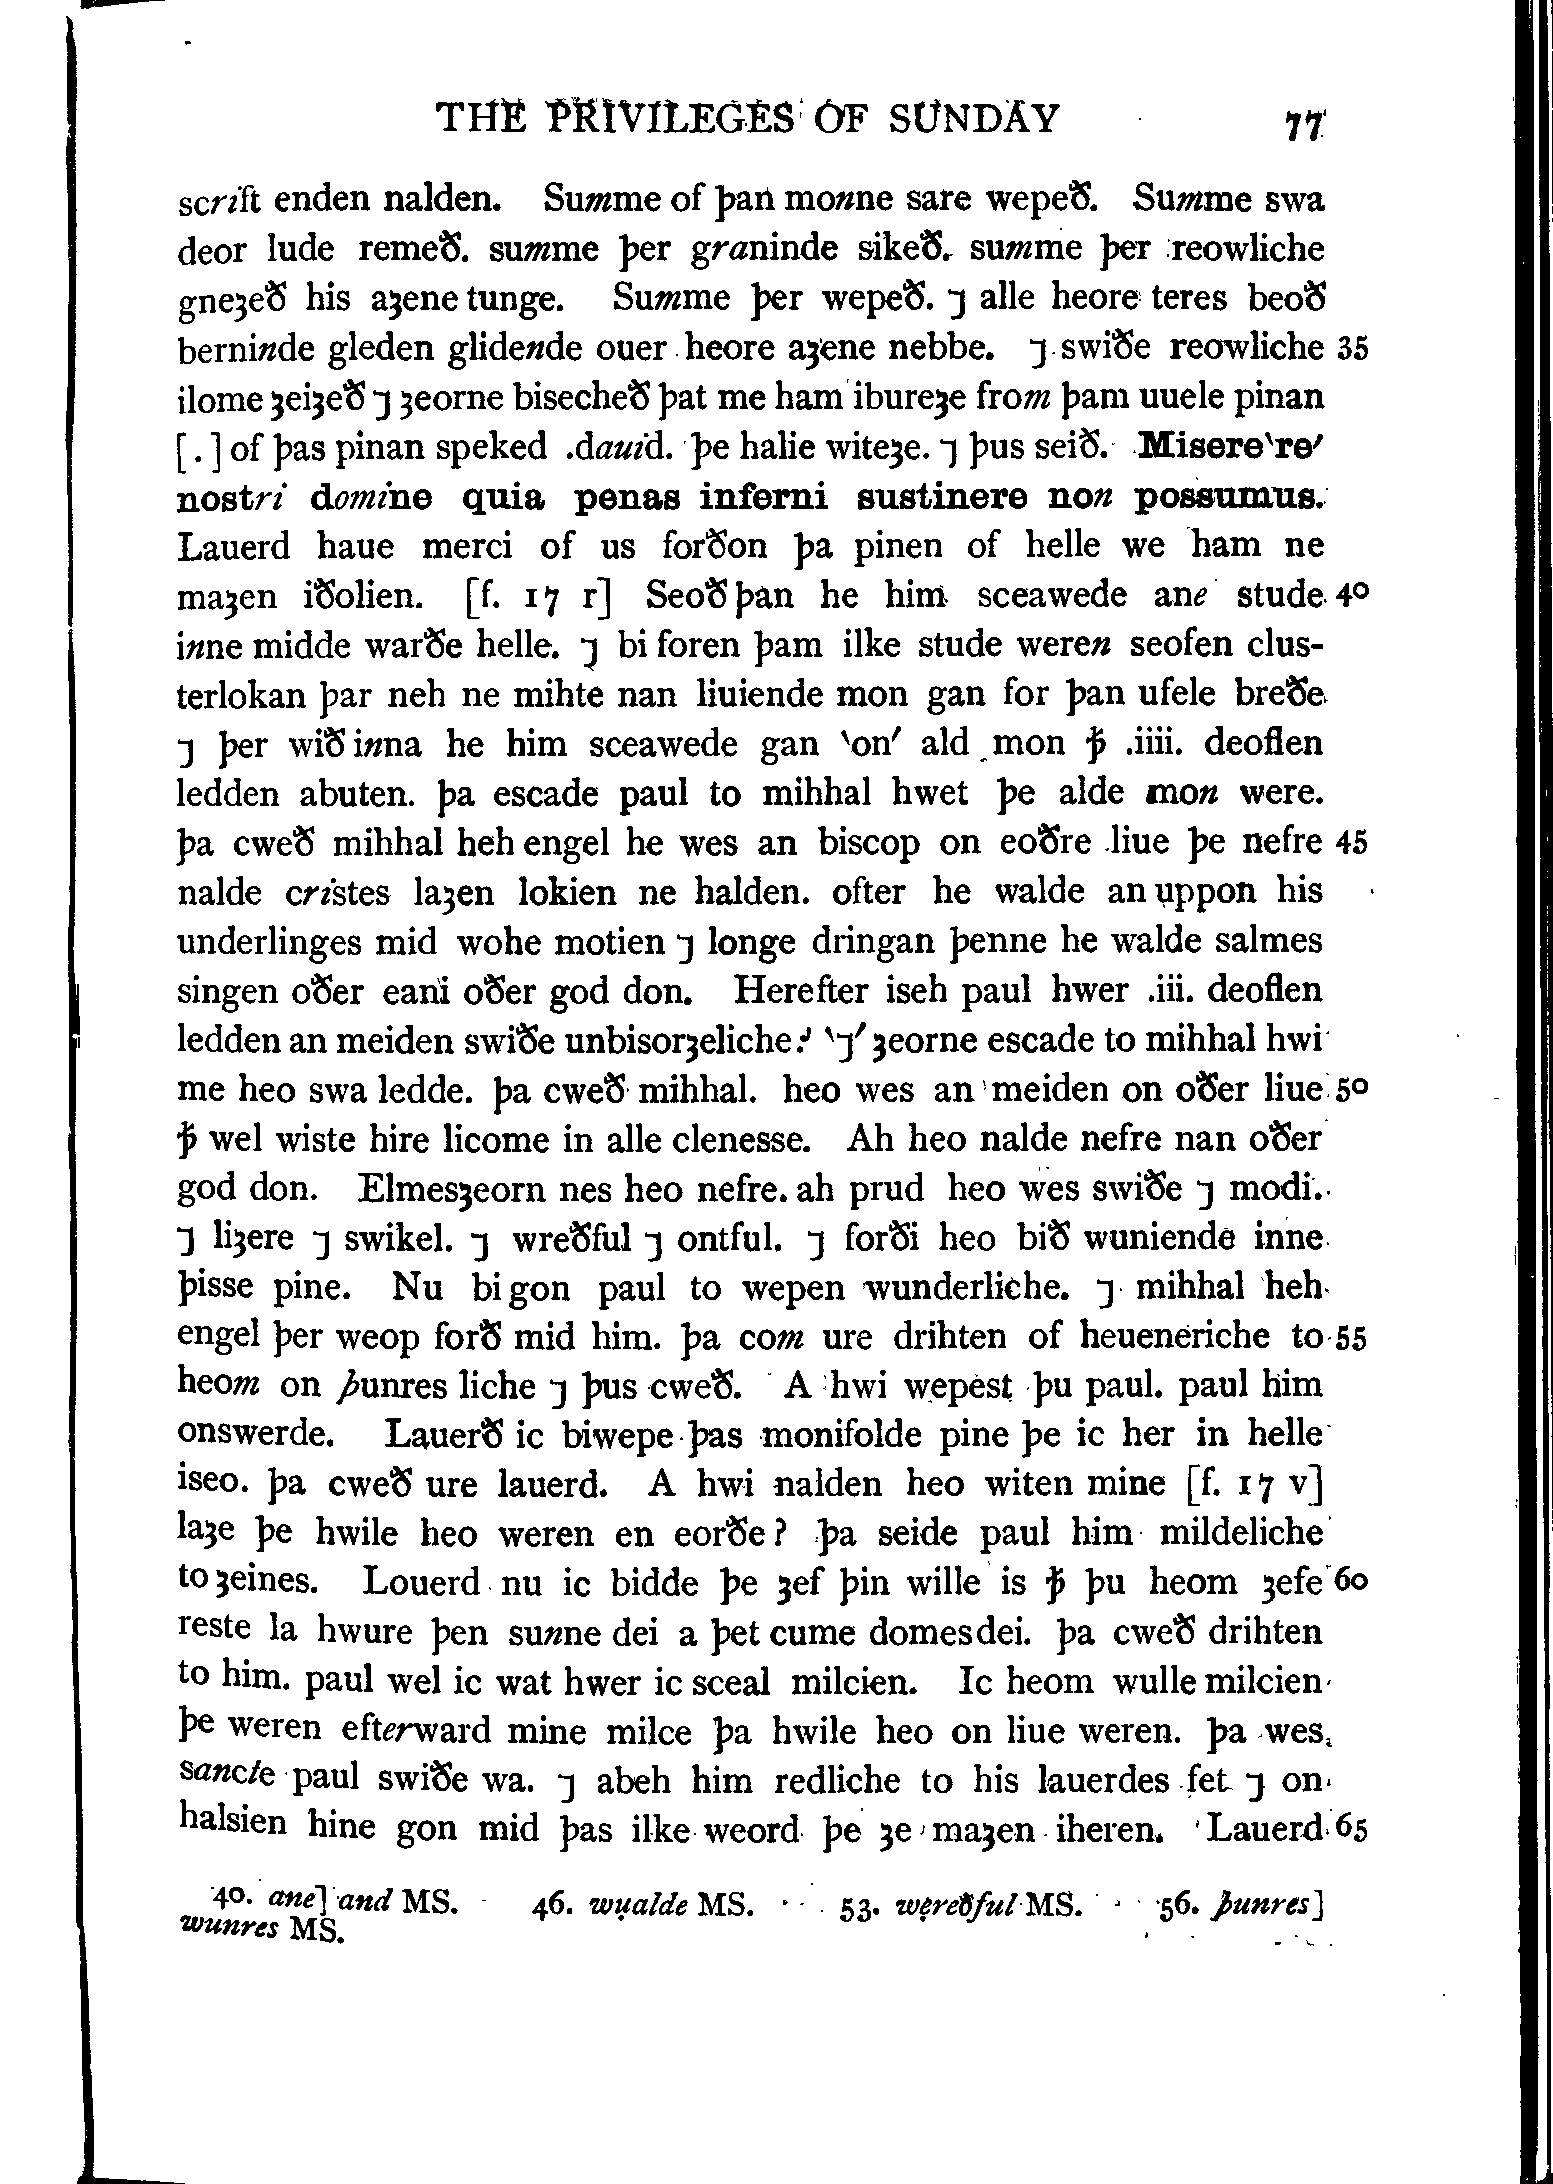 THE PRIVILEGES OF SUNDAY 77
scrift enden nalden. Summe of þan monne sare wepeð. Summe swa
deor lude remeð. summe þer graninde sikeð. summe þer reowliche
gneȝeð his aȝene tunge. Summe þer wepeð. ⁊ alle heore teres beoð
berninde gleden glidende ouer heore aȝene nebbe. ⁊ swiðe reowliche 35
ilome ȝeiȝeð ⁊ ȝeorne bisecheð þat me ham ibureȝe from þam uuele pinan
[.] of þas pinan speked .dauid. þe halie witeȝe. ⁊ þus seið. Misere‵re′
nostri domine quia penas inferni sustinere non possumus.
Lauerd haue merci of us forðon þa pinen of helle we ham ne
maȝen iðolien. [f. 17 r] Seoð þan he him sceawede ane stude 40
inne midde warðe helle. ⁊ bi foren þam ilke stude weren seofen clus-
terlokan þar neh ne mihte nan liuiende mon gan for þan ufele breðe
⁊ þer wið inna he him sceawede gan ‵on′ ald mon ꝥ .iiii. deoflen
ledden abuten. þa escade paul to mihhal hwet þe alde mon were.
þa cweð mihhal heh engel he wes an biscop on eoðre liue þe nefre 45
nalde cristes laȝen lokien ne halden. ofter he walde an uppon his
underlinges mid wohe motien ⁊ longe dringan þenne he walde salmes
singen oðer eani oðer god don. Herefter iseh paul hwer .iii. deoflen
ledden an meiden swiðe unbisorȝeliche⁏ ‵⁊′ ȝeorne escade to mihhal hwi
me heo swa ledde. þa cweð mihhal. heo wes an meiden on oðer liue 50
ꝥ wel wiste hire licome in alle clenesse. Ah heo nalde nefre nan oðer
god don. Elmesȝeorn nes heo nefre. ah prud heo wes swiðe ⁊ modi.
⁊ liȝere ⁊ swikel. ⁊ wreðful ⁊ ontful. ⁊ forði heo bið wuniende inne
þisse pine. Nu bi gon paul to wepen wunderliche. ⁊ mihhal heh
engel þer weop forð mid him. þa com ure drihten of heueneriche to 55
heom on þunres liche ⁊ þus cweð. A hwi wepest þu paul. paul him
onswerde. Lauerð ic biwepe þas monifolde pine þe ic her in helle
iseo. þa cweð ure lauerd. A hwi nalden heo witen mine [f. 17 v]
laȝe þe hwile heo weren en eorðe? þa seide paul him mildeliche
to ȝeines. Louerd nu ic bidde þe ȝef þin wille is ꝥ þu heom ȝefe 60
reste la hwure þen sunne dei a þet cume domes dei. þa cweð drihten
to him. paul wel ic wat hwer ic sceal milcien. Ic heom wulle milcien
þe weren efterward mine milce þa hwile heo on liue weren. þa wes
sancte paul swiðe wa. ⁊ abeh him redliche to his lauerdes fet ⁊ on
halsien hine gon mid þas ilke weord þe ȝe maȝen iheren. Lauerd 65
40. ane] and MS. 46. wụalde MS. 53. wẹreðful MS. 56. þunres]
wunres MS.